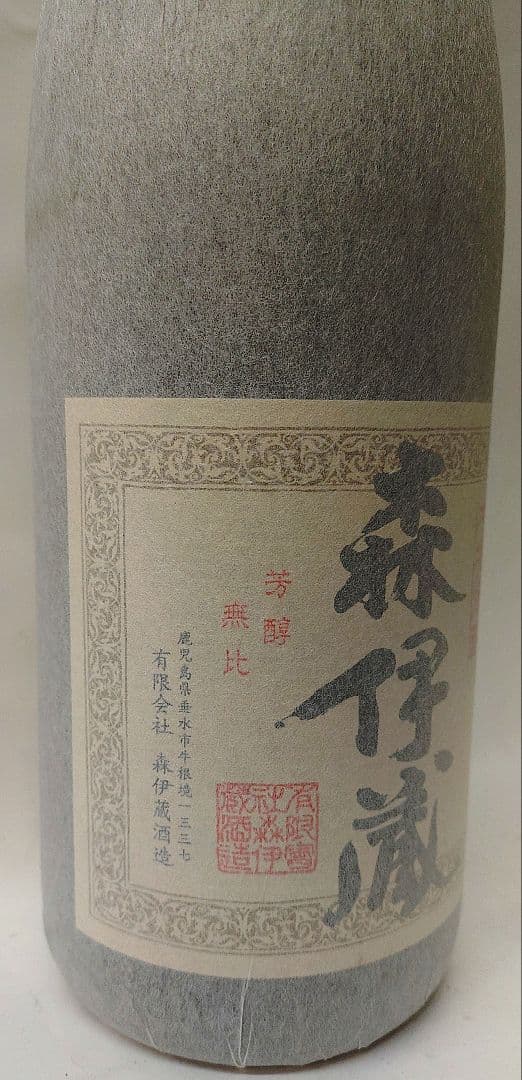 森伊蔵
芳醇
無比
鹿児島県垂水市牛根境一三三七
有限会社 森伊蔵酒造
有限會
社森伊
蔵酒造